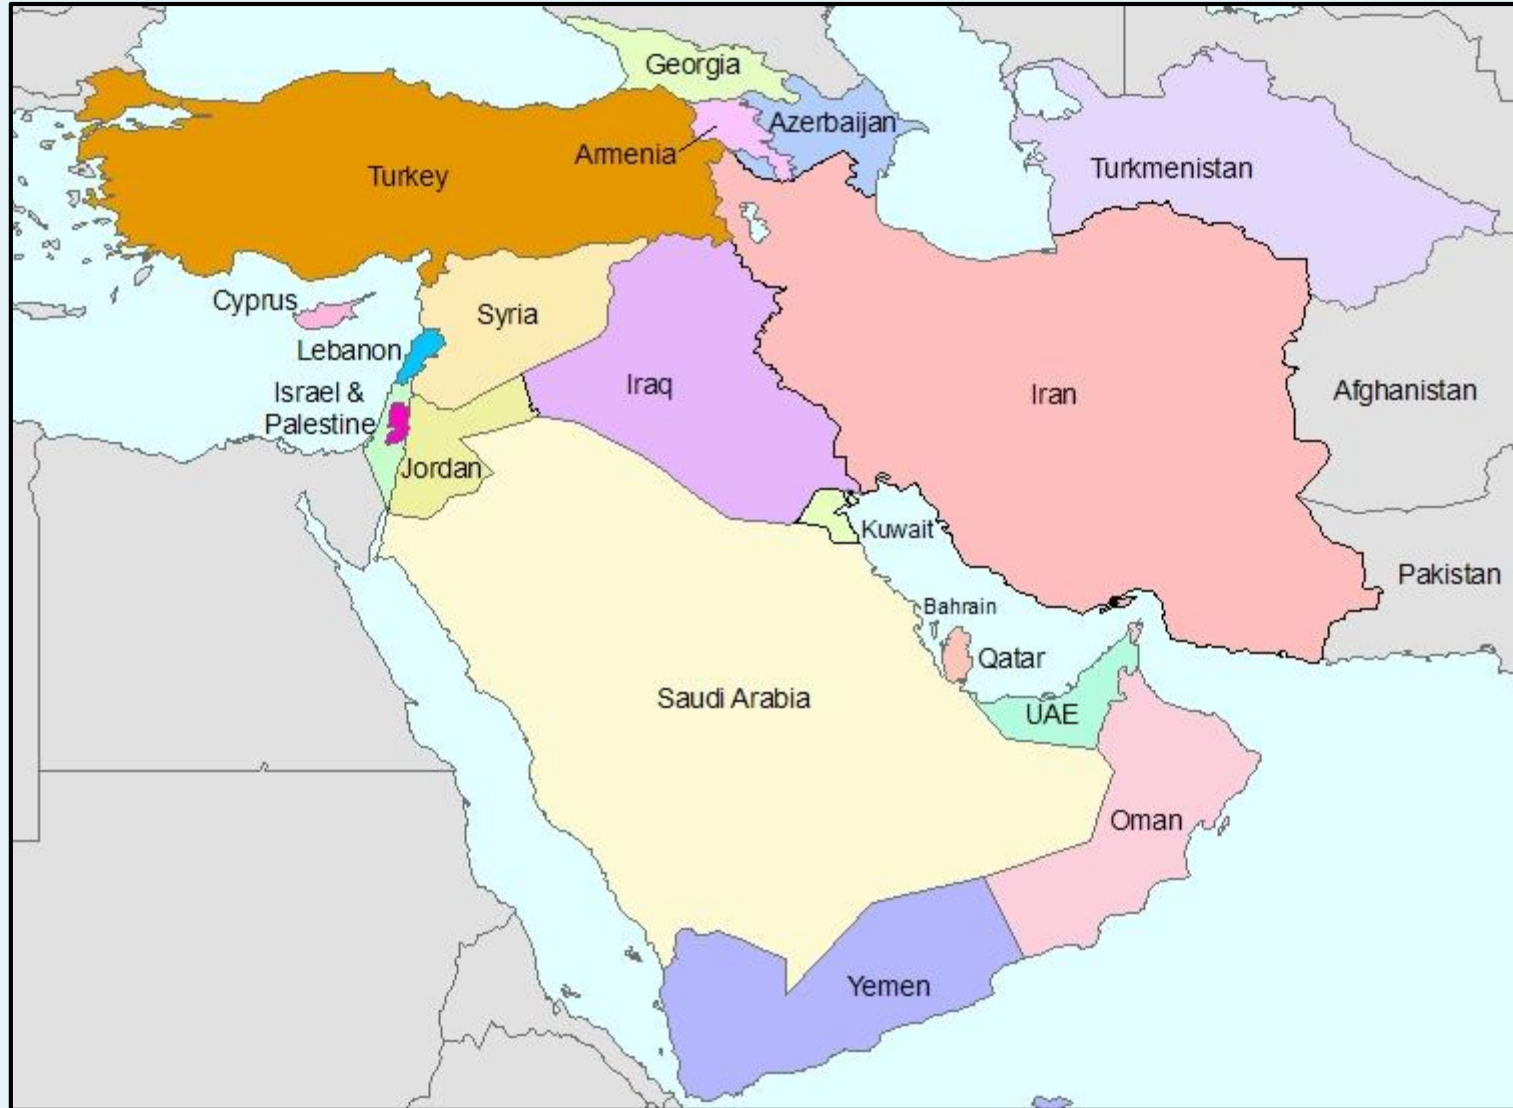 Georgia
Azerbaijan
Armenia
Turkmenistan
Turkey
Cyprus
Syria
Lebanon
Iraq
Iran
Afghanistan
Israel &
Palestine
Jordan
Kuwait
Pakistan
Bahrain
Qatar
Saudi Arabia
UAE
Oman
Yemen